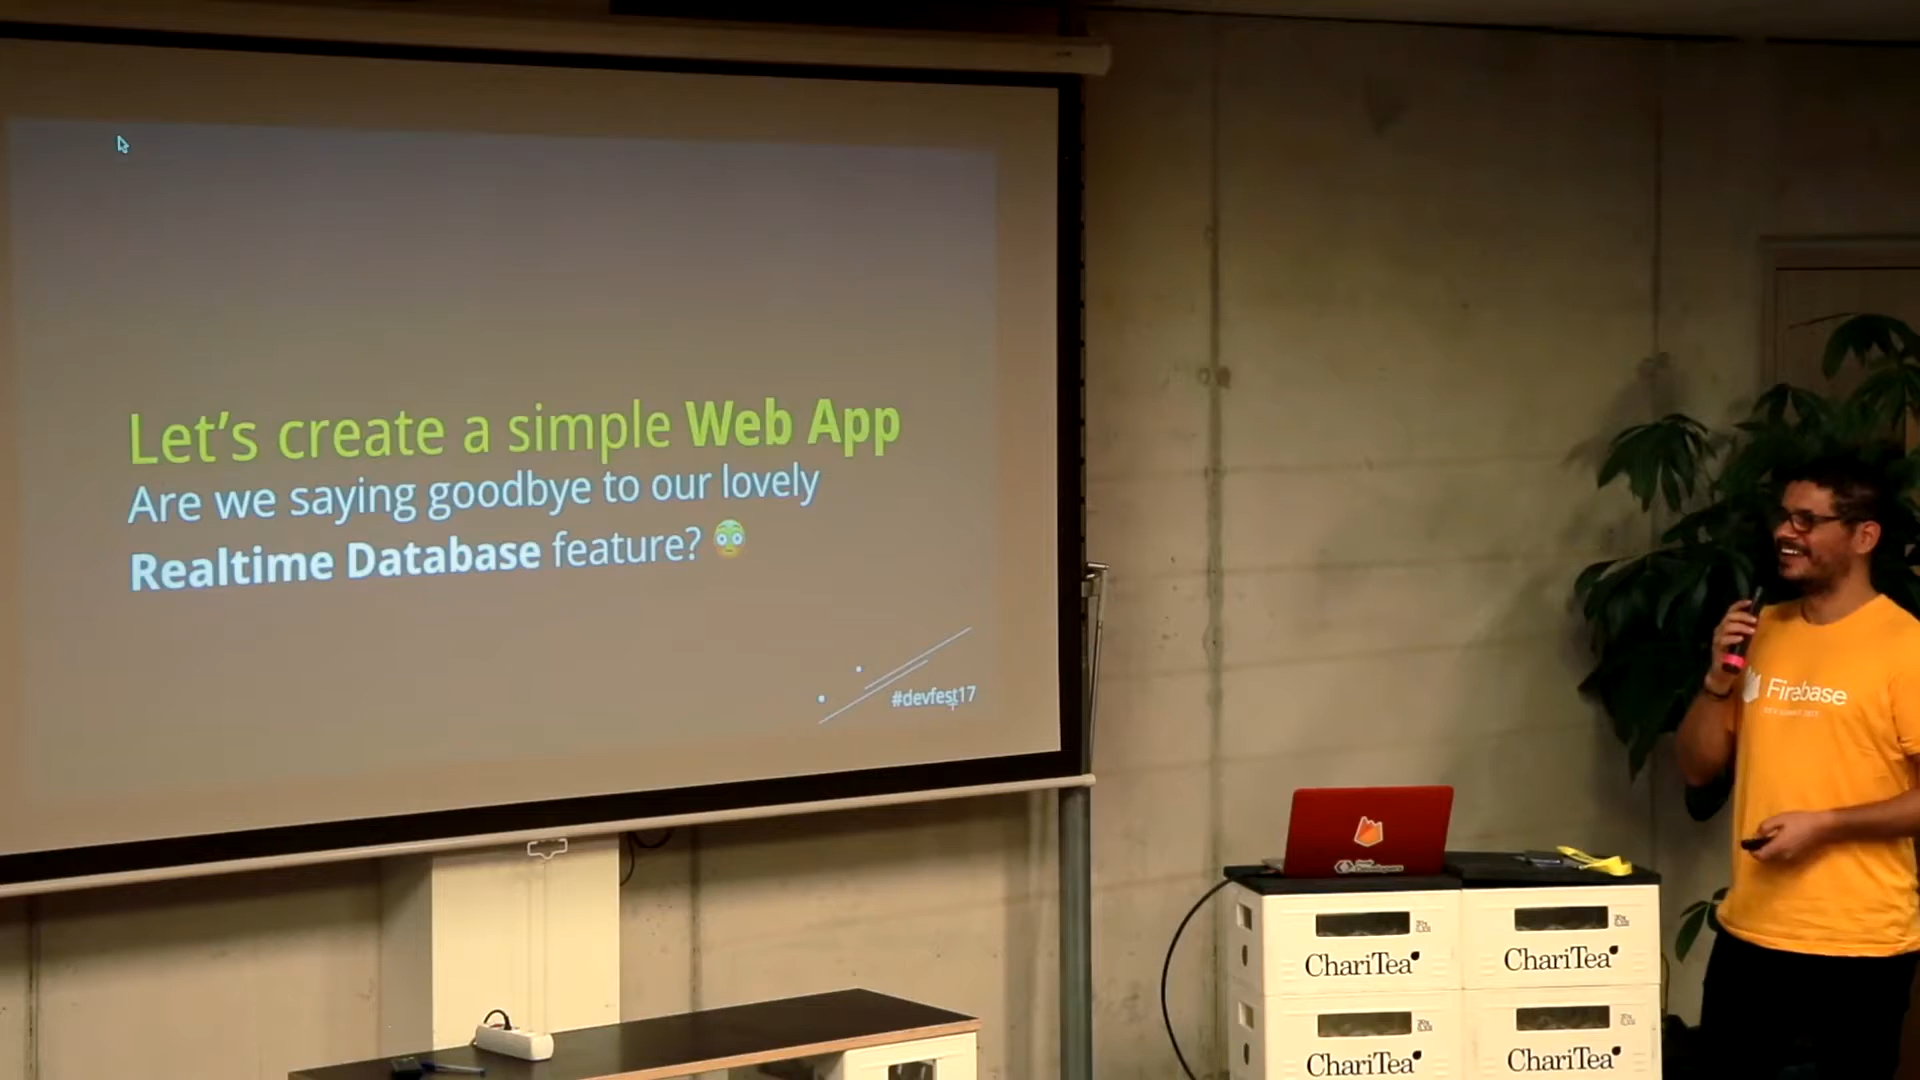 Let's create a simple Web App
Are we saying goodbye to our lovely
Realtime Database feature? 😳
#devfest17
Firebase
ChariTea
ChariTea
ChariTea
ChariTea